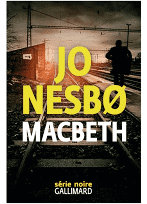 JO
NESBØ
MACBETH
série noire
GALLIMARD